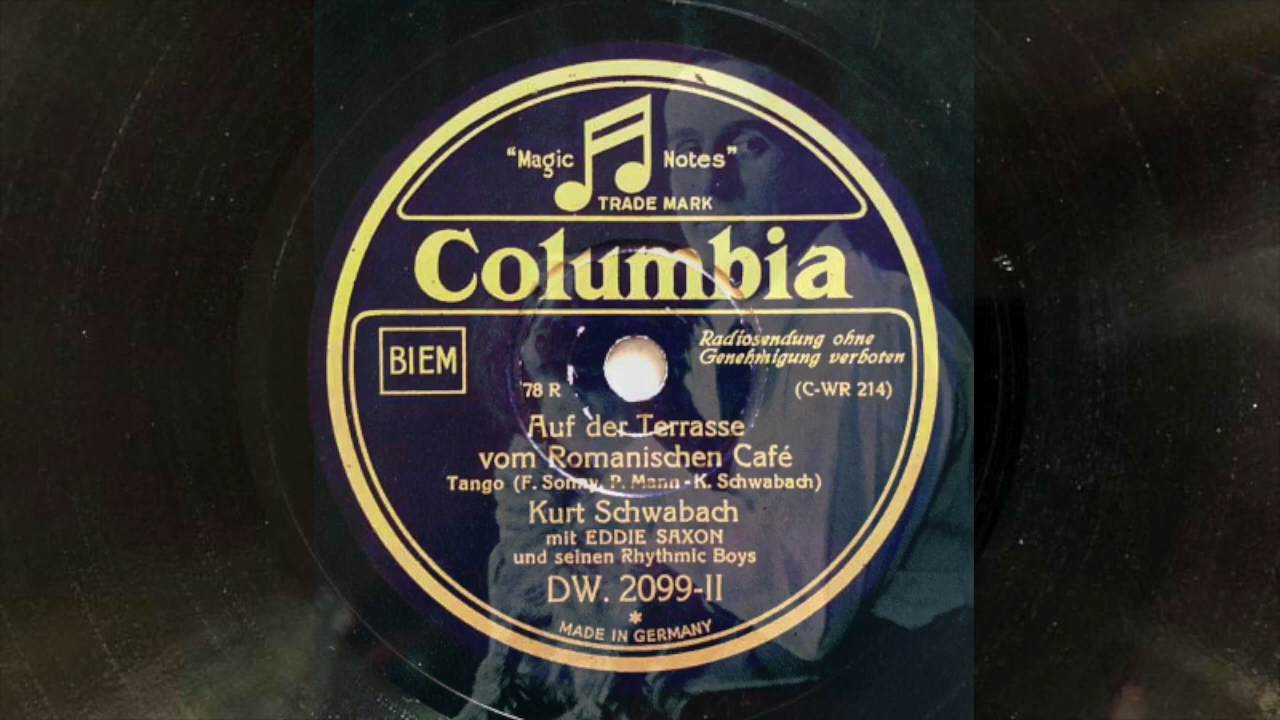 "Magic Notes"
TRADE MARK
Columbia
BIEM
Radiosendung ohne
Genehmigung verboten
78 R
(C-WR 214)
Auf der Terrasse
vom Romanischen Café
Tango (F. Sonny, P. Mann - K. Schwabach)
Kurt Schwabach
mit EDDIE SAXON
und seinen Rhythmic Boys
DW. 2099-II
*
MADE IN GERMANY